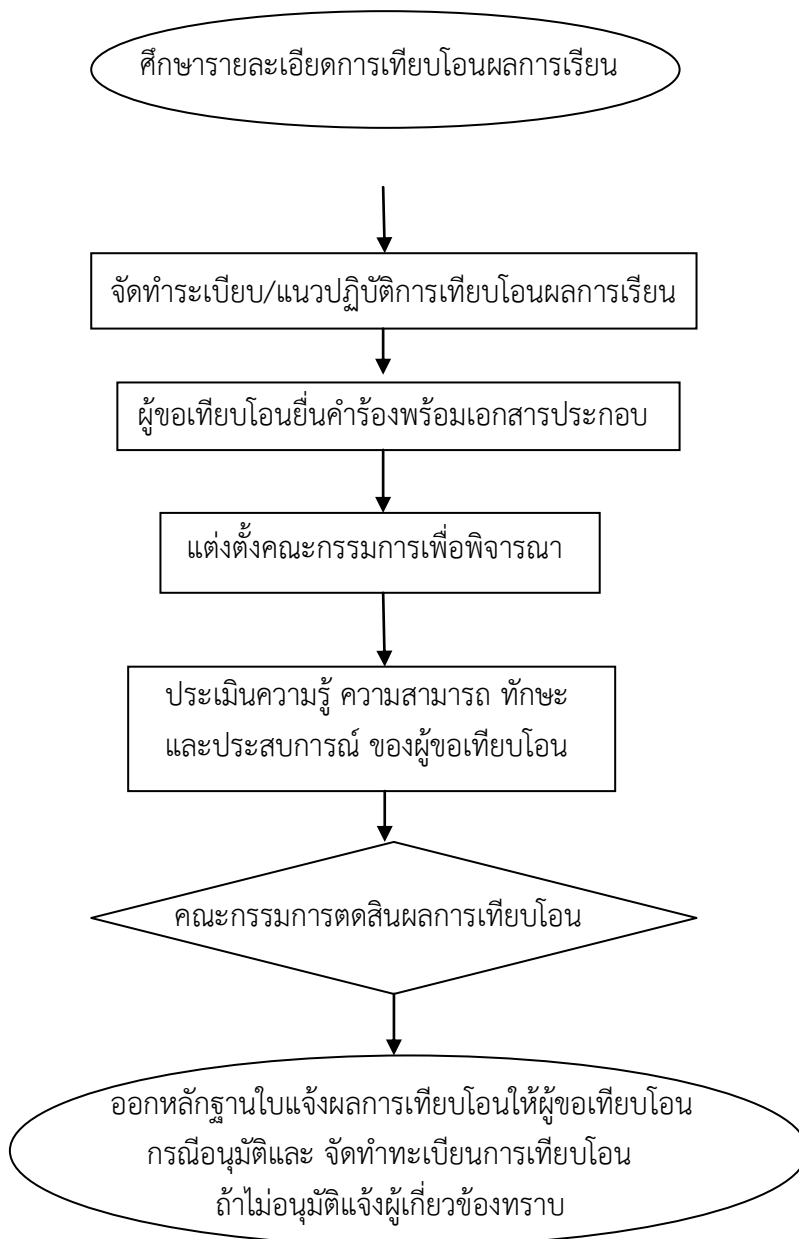 ศึกษารายละเอียดการเทียบโอนผลการเรียน
จัดทำระเบียบ/แนวปฏิบัติการเทียบโอนผลการเรียน
ผู้ขอเทียบโอนยื่นคำร้องพร้อมเอกสารประกอบ
แต่งตั้งคณะกรรมการเพื่อพิจารณา
ประเมินความรู้ ความสามารถ ทักษะ
และประสบการณ์ ของผู้ขอเทียบโอน
คณะกรรมการตดสินผลการเทียบโอน
ออกหลักฐานใบแจ้งผลการเทียบโอนให้ผู้ขอเทียบโอน
กรณีอนุมัติและ จัดทำทะเบียนการเทียบโอน
ถ้าไม่อนุมัติแจ้งผู้เกี่ยวข้องทราบ